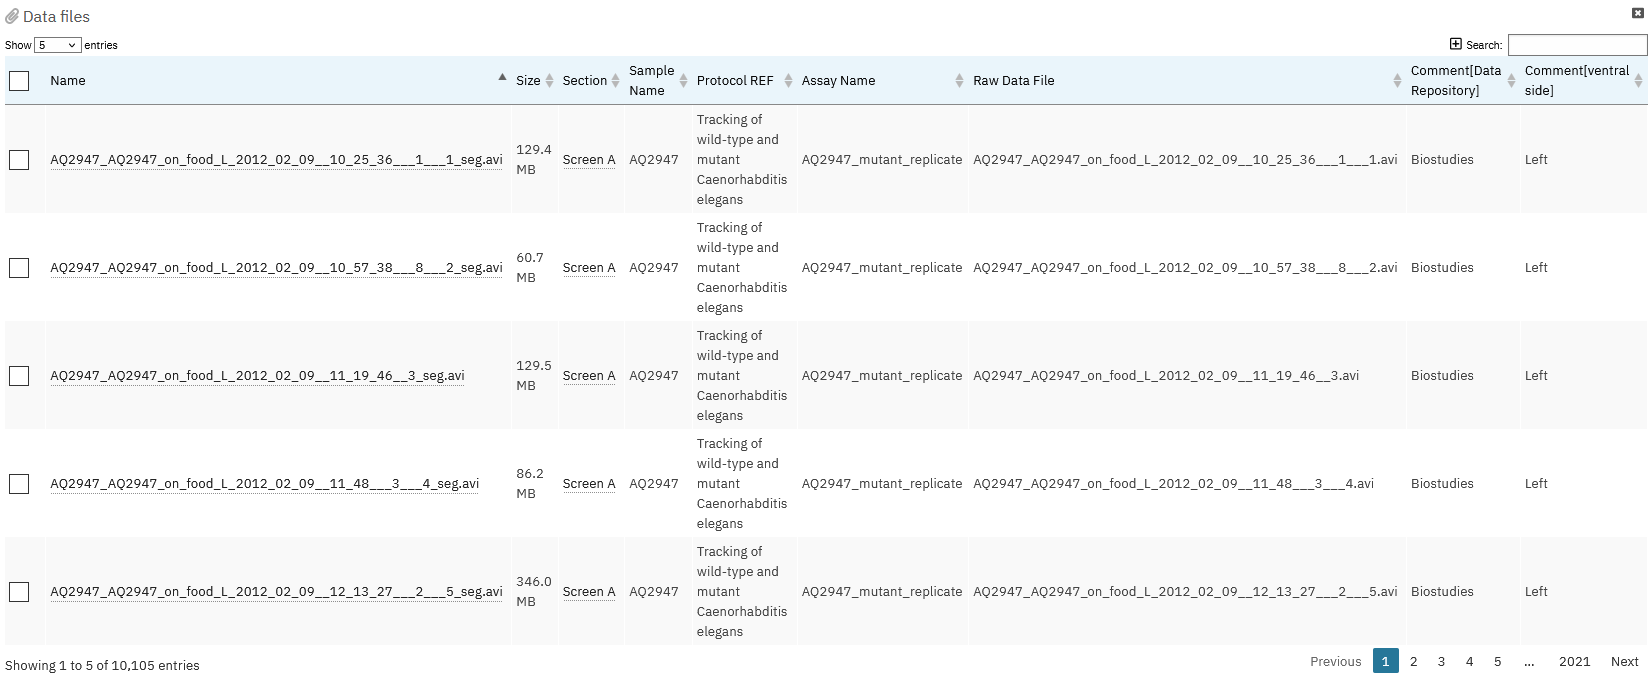 Data files
Show 5 entries
Search:
Name Size Section Sample Name Protocol REF Assay Name Raw Data File Comment[Data Repository] Comment[ventral side]
AQ2947_AQ2947_on_food_L_2012_02_09__10_25_36___1___1_seg.avi 129.4 MB Screen A AQ2947 Tracking of wild-type and mutant Caenorhabditis elegans AQ2947_mutant_replicate AQ2947_AQ2947_on_food_L_2012_02_09__10_25_36___1___1.avi Biostudies Left
AQ2947_AQ2947_on_food_L_2012_02_09__10_57_38___8___2_seg.avi 60.7 MB Screen A AQ2947 Tracking of wild-type and mutant Caenorhabditis elegans AQ2947_mutant_replicate AQ2947_AQ2947_on_food_L_2012_02_09__10_57_38___8___2.avi Biostudies Left
AQ2947_AQ2947_on_food_L_2012_02_09__11_19_46__3_seg.avi 129.5 MB Screen A AQ2947 Tracking of wild-type and mutant Caenorhabditis elegans AQ2947_mutant_replicate AQ2947_AQ2947_on_food_L_2012_02_09__11_19_46__3.avi Biostudies Left
AQ2947_AQ2947_on_food_L_2012_02_09__11_48___3___4_seg.avi 86.2 MB Screen A AQ2947 Tracking of wild-type and mutant Caenorhabditis elegans AQ2947_mutant_replicate AQ2947_AQ2947_on_food_L_2012_02_09__11_48___3___4.avi Biostudies Left
AQ2947_AQ2947_on_food_L_2012_02_09__12_13_27___2___5_seg.avi 346.0 MB Screen A AQ2947 Tracking of wild-type and mutant Caenorhabditis elegans AQ2947_mutant_replicate AQ2947_AQ2947_on_food_L_2012_02_09__12_13_27___2___5.avi Biostudies Left
Showing 1 to 5 of 10,105 entries
Previous 1 2 3 4 5 ... 2021 Next